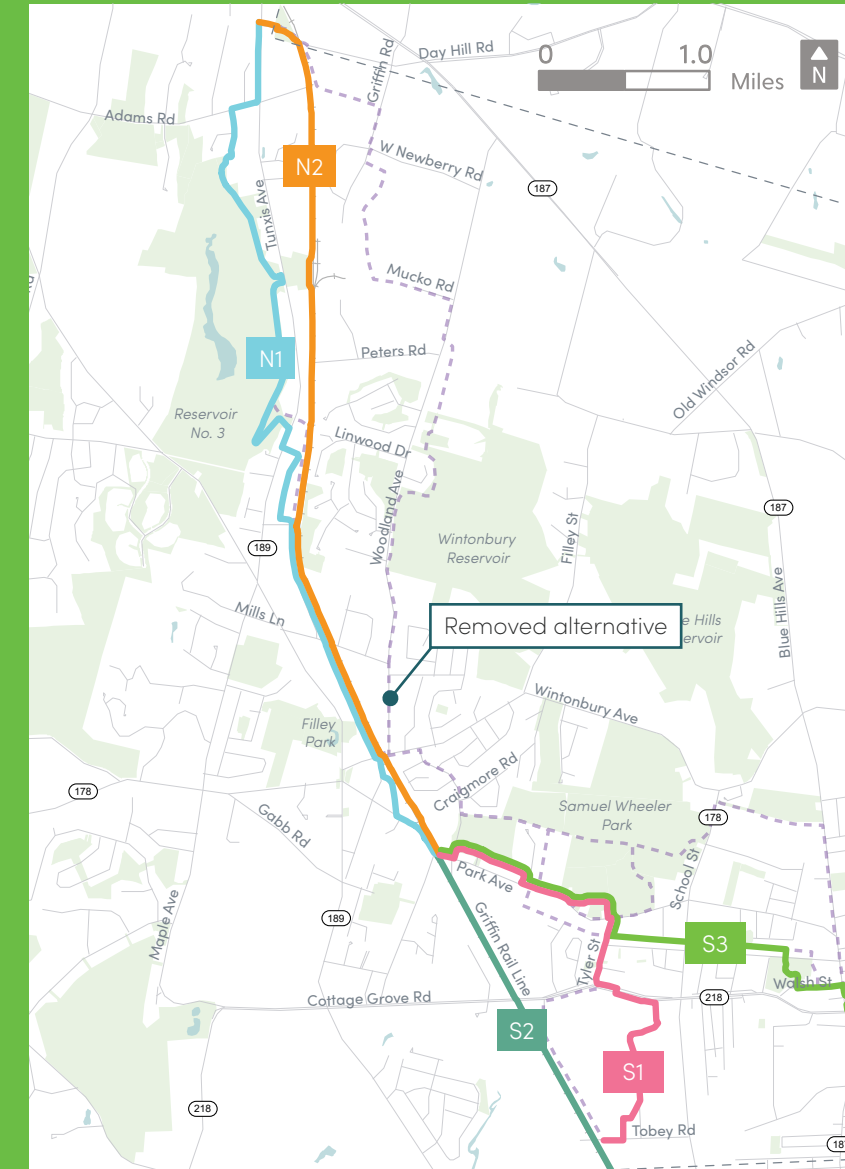 Day Hill Rd
Griffin Rd
0
1.0
Miles
N
Adams Rd
N2
W Newberry Rd
187
Tunxis Ave
Mucko Rd
N1
Peters Rd
Old Windsor Rd
Reservoir
No. 3
Linwood Dr
Woodland Ave
187
Filley St
Wintonbury
Reservoir
189
Blue Hills Ave
Mills Ln
Removed alternative
e Hills
ervoir
Wintonbury Ave
Filley
Park
178
Craigmore Rd
Samuel Wheeler
Park
178
Gabb Rd
School St
Park Ave
Maple Ave
189
Griffin Rail Line
Tyler St
S3
Walsh St
Cottage Grove Rd
218
S2
S1
218
Tobey Rd